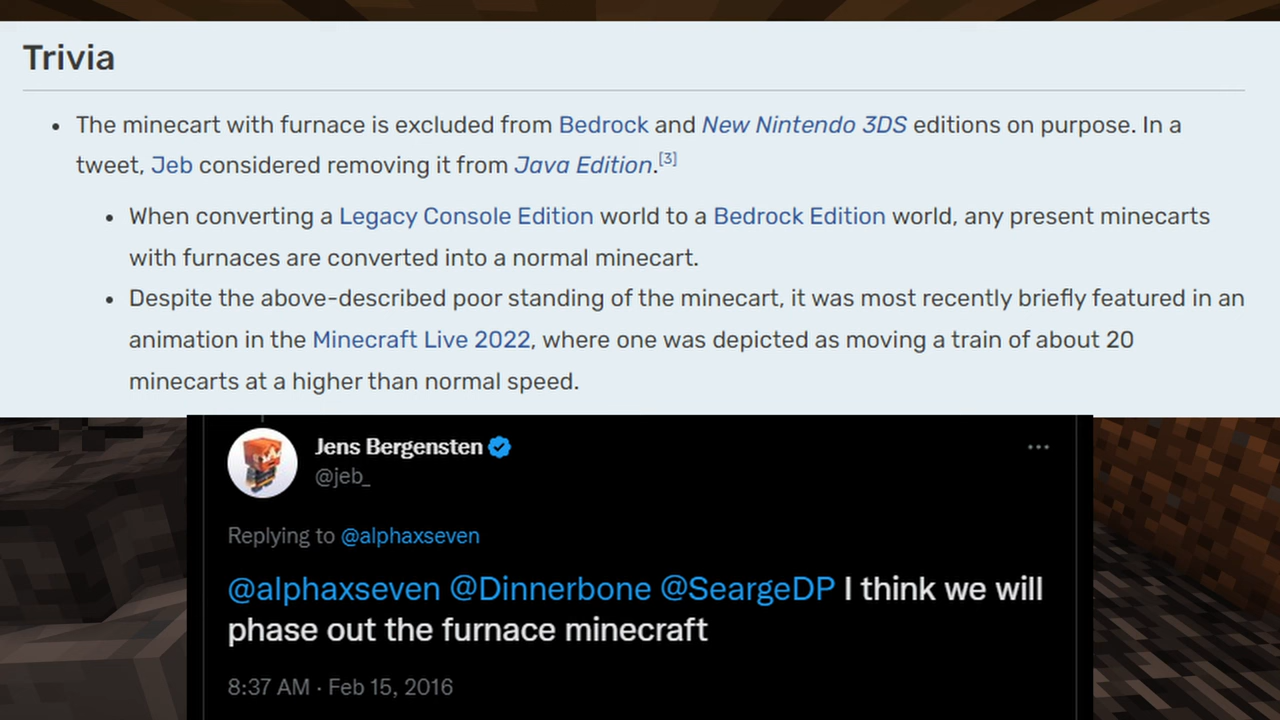 Trivia
• The minecart with furnace is excluded from Bedrock and New Nintendo 3DS editions on purpose. In a
tweet, Jeb considered removing it from Java Edition.[3]
• When converting a Legacy Console Edition world to a Bedrock Edition world, any present minecarts
with furnaces are converted into a normal minecart.
• Despite the above-described poor standing of the minecart, it was most recently briefly featured in an
animation in the Minecraft Live 2022, where one was depicted as moving a train of about 20
minecarts at a higher than normal speed.
Jens Bergensten
@jeb_
Replying to @alphaxseven
@alphaxseven @Dinnerbone @SeargeDP I think we will
phase out the furnace minecraft
8:37 AM · Feb 15, 2016